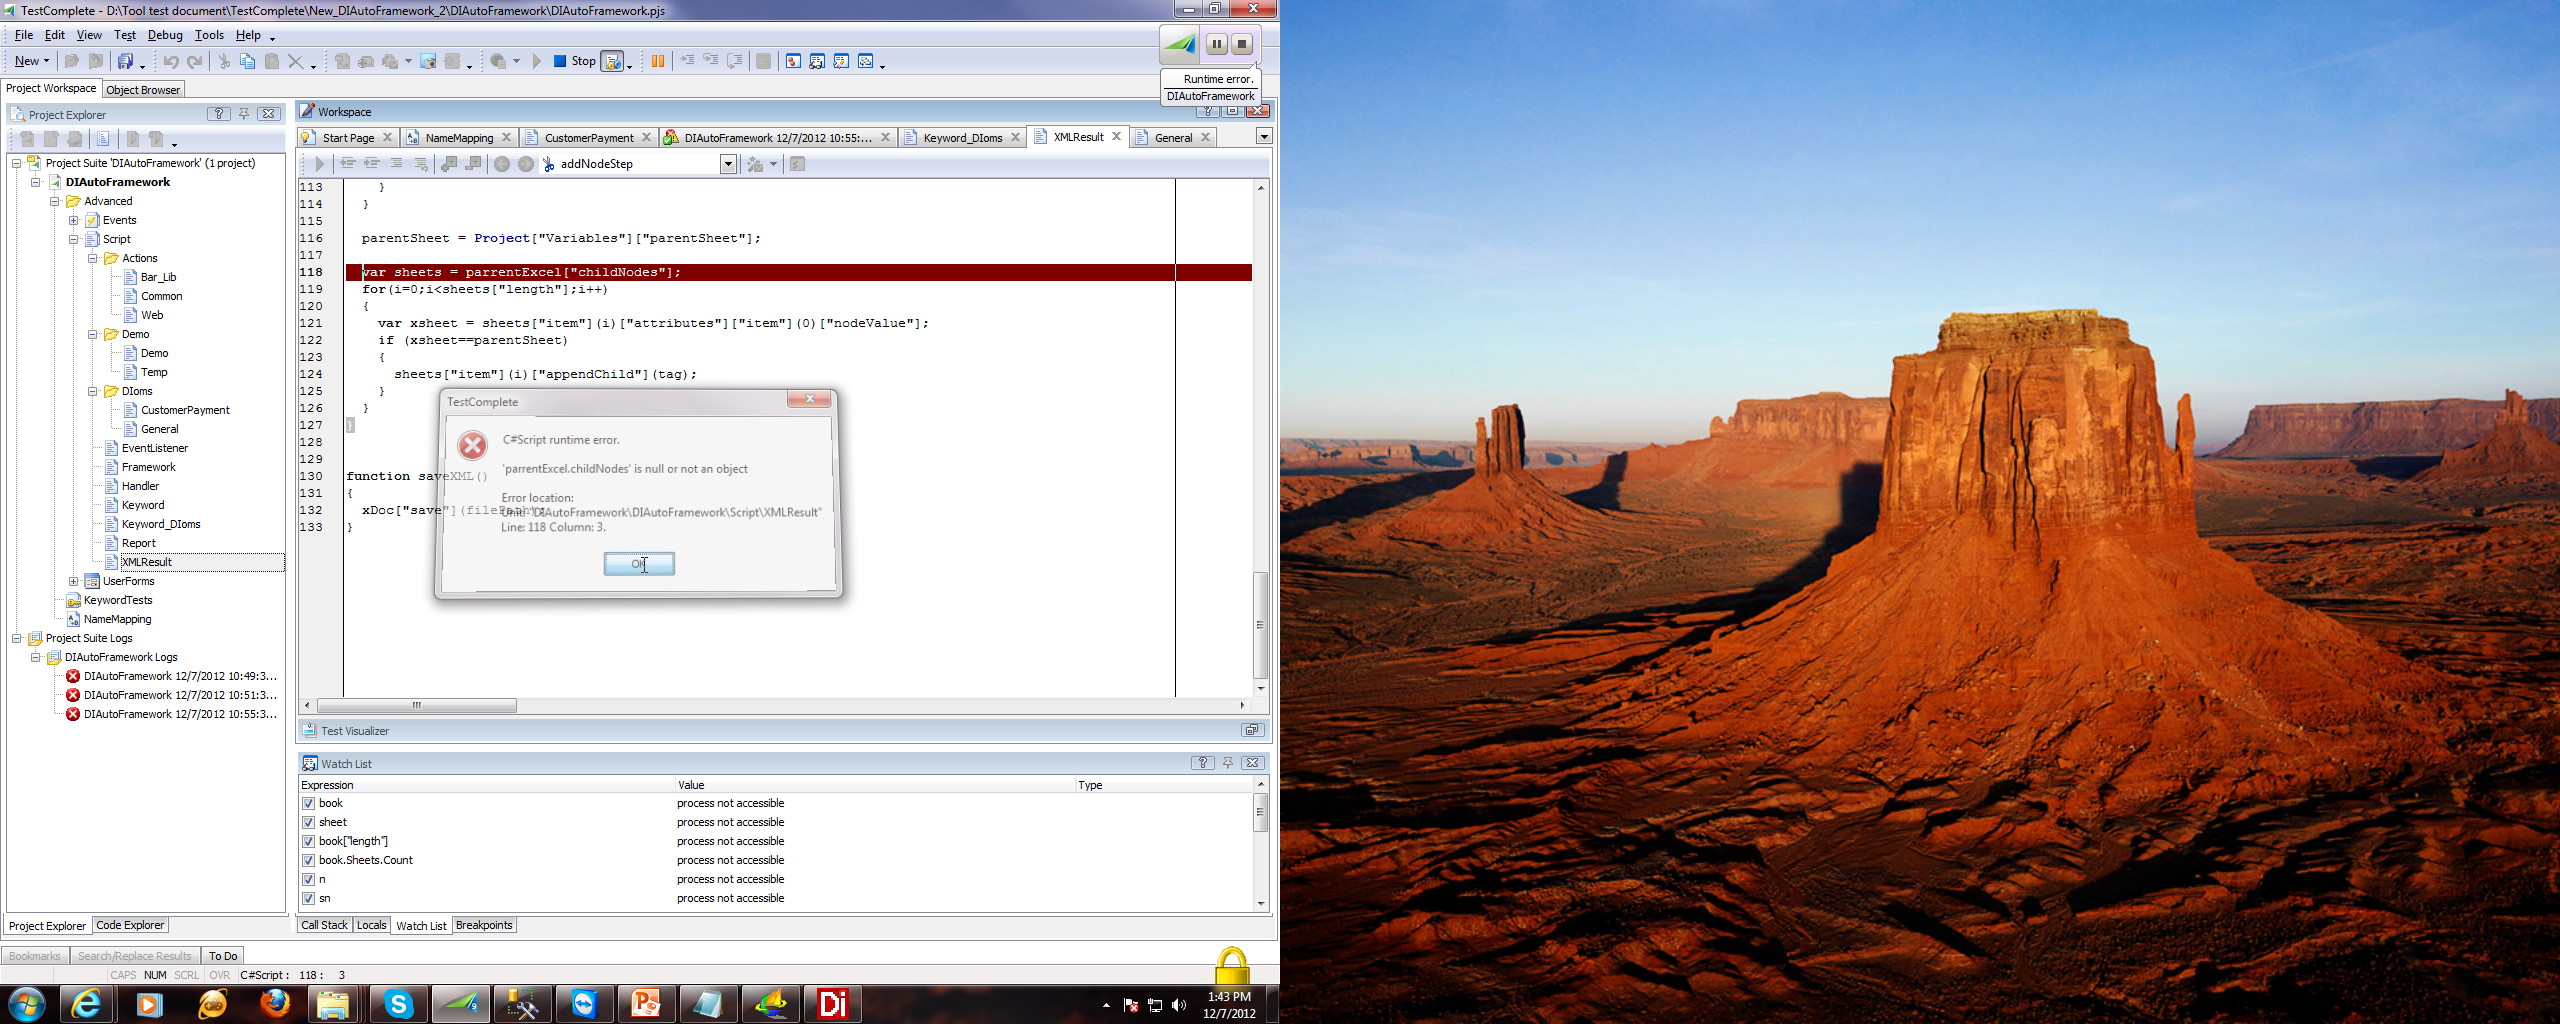 TestComplete - D:\Tool test document\TestComplete\New_DIAutoFramework_2\DIAutoFramework\DIAutoFramework.pjs
File Edit View Test Debug Tools Help
New Stop
Runtime error.
DIAutoFramework
Project Workspace Object Browser
Project Explorer
Project Suite 'DIAutoFramework' (1 project)
DIAutoFramework
Advanced
Events
Script
Actions
Bar_Lib
Common
Web
Demo
Demo
Temp
DIoms
CustomerPayment
General
EventListener
Framework
Handler
Keyword
Keyword_DIoms
Report
XMLResult
UserForms
KeywordTests
NameMapping
Project Suite Logs
DIAutoFramework Logs
DIAutoFramework 12/7/2012 10:49:3...
DIAutoFramework 12/7/2012 10:51:3...
DIAutoFramework 12/7/2012 10:55:3...
Project Explorer Code Explorer
Workspace
Start Page NameMapping CustomerPayment DIAutoFramework 12/7/2012 10:55:... Keyword_DIoms XMLResult General
addNodeStep
113 }
114 }
115
116 parentSheet = Project["Variables"]["parentSheet"];
117
118 var sheets = parrentExcel["childNodes"];
119 for(i=0;i<sheets["length"];i++)
120 {
121 var xsheet = sheets["item"](i)["attributes"]["item"](0)["nodeValue"];
122 if (xsheet==parentSheet)
123 {
124 sheets["item"](i)["appendChild"](tag);
125 }
126 }
127 }
128
129
130 function saveXML()
131 {
132 xDoc["save"](filePath);
133 }
TestComplete
C#Script runtime error.
'parrentExcel.childNodes' is null or not an object
Error location:
Unit: "DIAutoFramework\DIAutoFramework\Script\XMLResult"
Line: 118 Column: 3.
OK
Test Visualizer
Watch List
Expression Value Type
book process not accessible
sheet process not accessible
book["length"] process not accessible
book.Sheets.Count process not accessible
n process not accessible
sn process not accessible
Call Stack Locals Watch List Breakpoints
Bookmarks Search/Replace Results To Do
CAPS NUM SCRL OVR C#Script : 118 : 3
Di
1:43 PM
12/7/2012